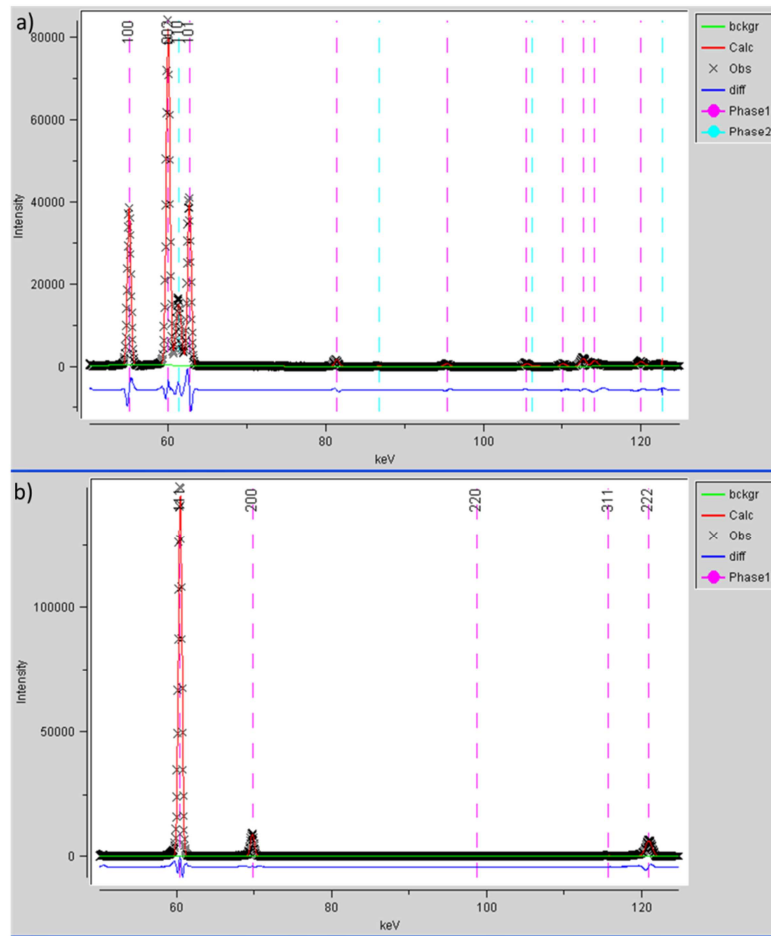 a)
100
002
110
101
80000
60000
40000
20000
0
Intensity
60
80
100
120
keV
bckgr
Calc
Obs
diff
Phase1
Phase2
b)
200
220
311
222
100000
50000
0
Intensity
60
80
100
120
keV
bckgr
Calc
Obs
diff
Phase1